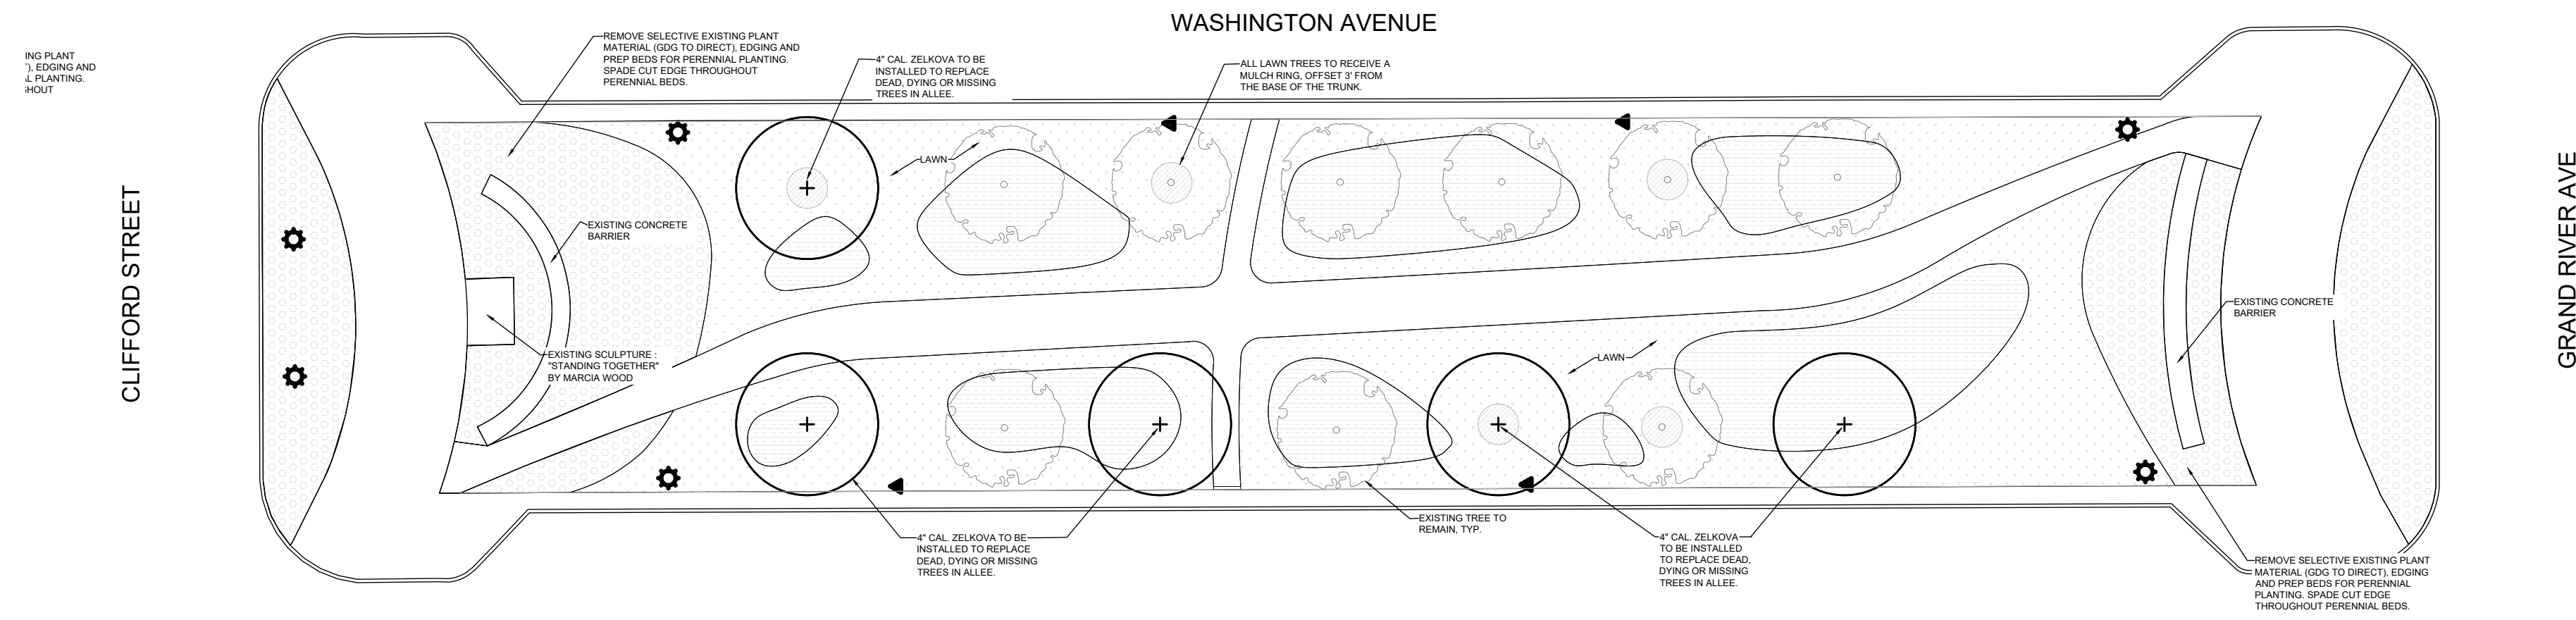 WASHINGTON AVENUE
ING PLANT
), EDGING AND
L PLANTING.
HOUT
REMOVE SELECTIVE EXISTING PLANT
MATERIAL (GDG TO DIRECT), EDGING AND
PREP BEDS FOR PERENNIAL PLANTING.
SPADE CUT EDGE THROUGHOUT
PERENNIAL BEDS.
4" CAL. ZELKOVA TO BE
INSTALLED TO REPLACE
DEAD, DYING OR MISSING
TREES IN ALLEE.
ALL LAWN TREES TO RECEIVE A
MULCH RING, OFFSET 3' FROM
THE BASE OF THE TRUNK.
LAWN
CLIFFORD STREET
EXISTING CONCRETE
BARRIER
GRAND RIVER AVE
EXISTING CONCRETE
BARRIER
EXISTING SCULPTURE :
"STANDING TOGETHER"
BY MARCIA WOOD
LAWN
4" CAL. ZELKOVA TO BE
INSTALLED TO REPLACE
DEAD, DYING OR MISSING
TREES IN ALLEE.
EXISTING TREE TO
REMAIN, TYP.
4" CAL. ZELKOVA
TO BE INSTALLED
TO REPLACE DEAD,
DYING OR MISSING
TREES IN ALLEE.
REMOVE SELECTIVE EXISTING PLANT
MATERIAL (GDG TO DIRECT), EDGING
AND PREP BEDS FOR PERENNIAL
PLANTING. SPADE CUT EDGE
THROUGHOUT PERENNIAL BEDS.